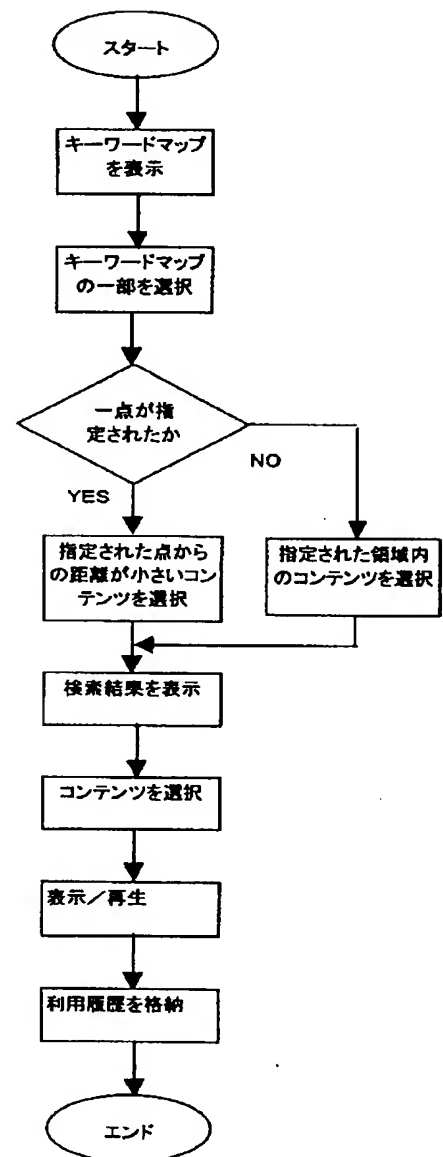 スタート
キーワードマップ
を表示
キーワードマップ
の一部を選択
一点が指
定されたか
NO
YES
指定された点から
の距離が小さいコン
テンツを選択
指定された領域内
のコンテンツを選択
検索結果を表示
コンテンツを選択
表示／再生
利用履歴を格納
エンド